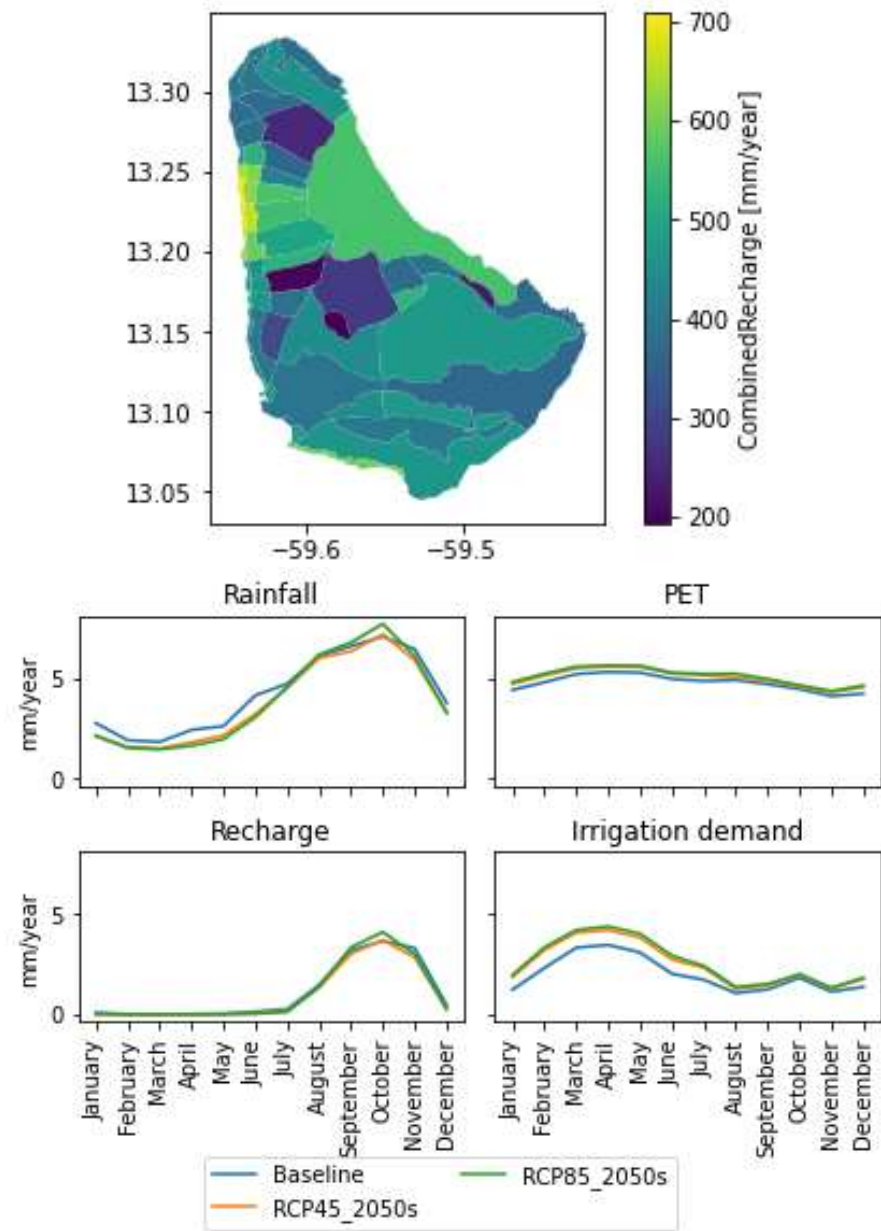 13.30
13.25
13.20
13.15
13.10
13.05
−59.6
−59.5
700
600
500
400
300
200
CombinedRecharge [mm/year]
Rainfall
mm/year
5
0
PET
Recharge
mm/year
5
0
Irrigation demand
January
February
March
April
May
June
July
August
September
October
November
December
January
February
March
April
May
June
July
August
September
October
November
December
Baseline
RCP45_2050s
RCP85_2050s